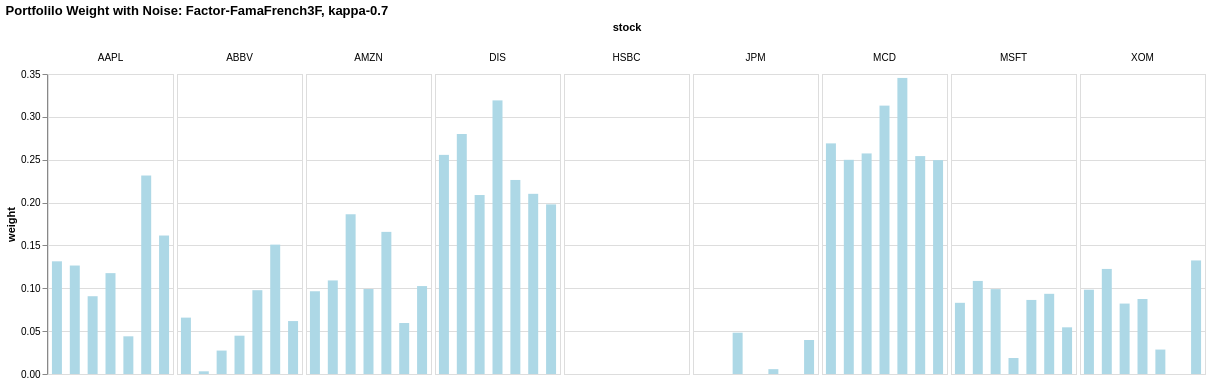 Portfolilo Weight with Noise: Factor-FamaFrench3F, kappa-0.7
stock
AAPL ABBV AMZN DIS HSBC JPM MCD MSFT XOM
0.35
0.30
0.25
0.20
0.15
0.10
0.05
0.00
weight